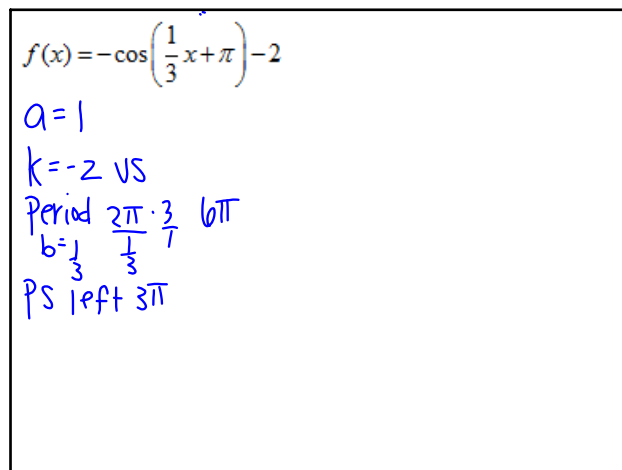 f(x) = -cos(1/3 x + π) - 2
a = 1
k = -2 VS
Period 2π/(1/3) · 3/1 6π
b = 1/3
PS left 3π